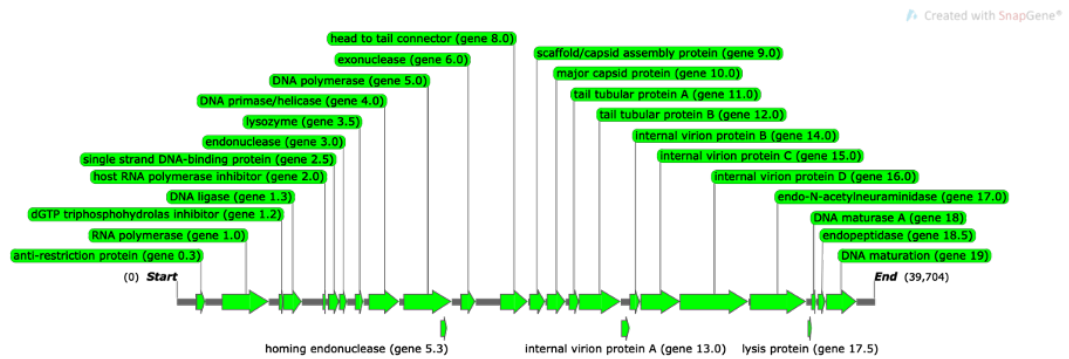 Created with SnapGene®
head to tail connector (gene 8.0)
exonuclease (gene 6.0)
scaffold/capsid assembly protein (gene 9.0)
DNA polymerase (gene 5.0)
major capsid protein (gene 10.0)
DNA primase/helicase (gene 4.0)
tail tubular protein A (gene 11.0)
lysozyme (gene 3.5)
tail tubular protein B (gene 12.0)
endonuclease (gene 3.0)
internal virion protein B (gene 14.0)
single strand DNA-binding protein (gene 2.5)
internal virion protein C (gene 15.0)
host RNA polymerase inhibitor (gene 2.0)
internal virion protein D (gene 16.0)
DNA ligase (gene 1.3)
endo-N-acetylneuraminidase (gene 17.0)
dGTP triphosphohydrolas inhibitor (gene 1.2)
DNA maturase A (gene 18)
RNA polymerase (gene 1.0)
endopeptidase (gene 18.5)
anti-restriction protein (gene 0.3)
DNA maturation (gene 19)
(0) Start
End (39,704)
homing endonuclease (gene 5.3)
internal virion protein A (gene 13.0)
lysis protein (gene 17.5)